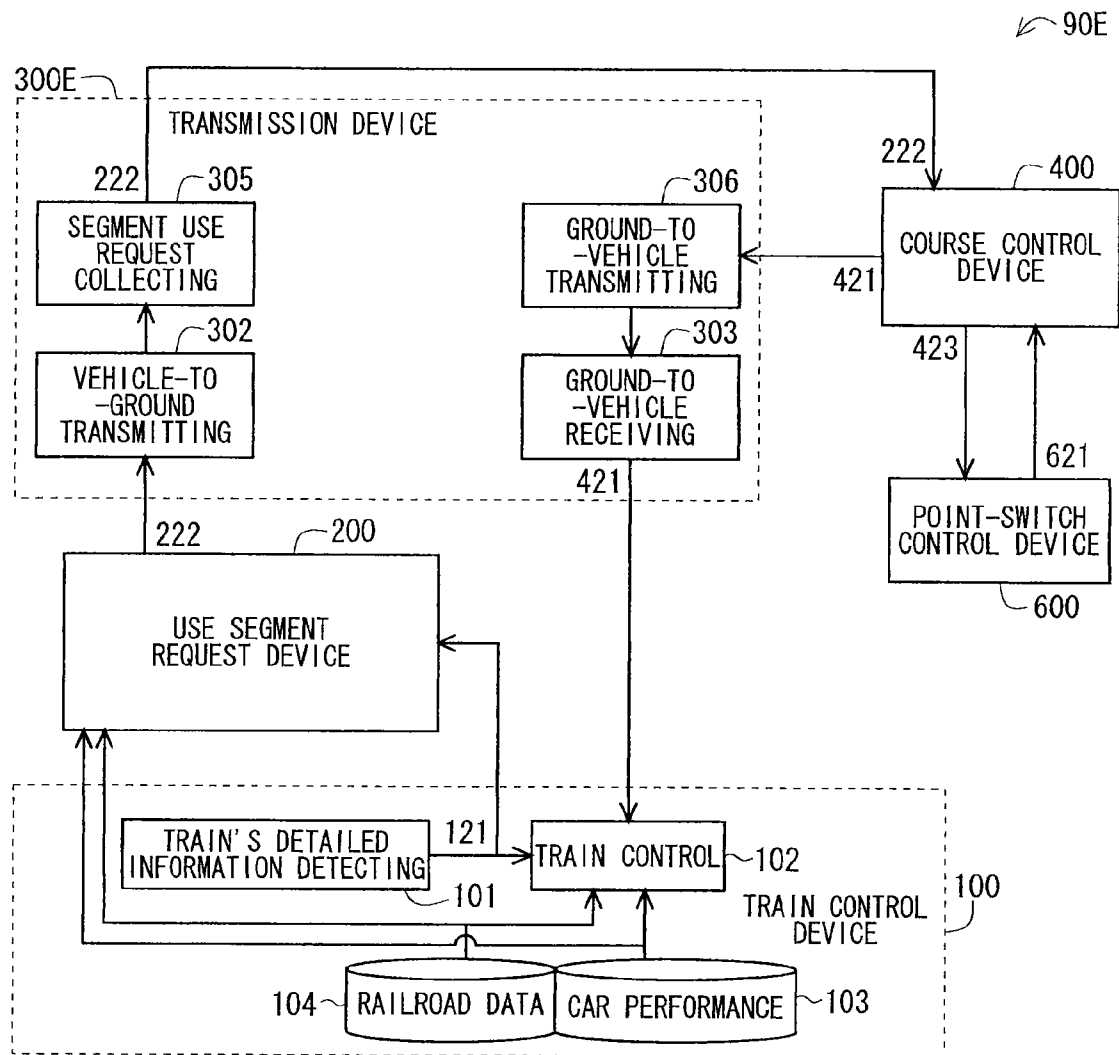 90E
300E
TRANSMISSION DEVICE
222
305
SEGMENT USE
REQUEST
COLLECTING
302
VEHICLE-TO
-GROUND
TRANSMITTING
306
GROUND-TO
-VEHICLE
TRANSMITTING
303
GROUND-TO
-VEHICLE
RECEIVING
421
222
400
COURSE CONTROL
DEVICE
421
423
621
POINT-SWITCH
CONTROL DEVICE
600
222
200
USE SEGMENT
REQUEST DEVICE
TRAIN'S DETAILED
INFORMATION DETECTING
101
121
TRAIN CONTROL
102
TRAIN CONTROL
DEVICE
100
104
RAILROAD DATA
CAR PERFORMANCE
103